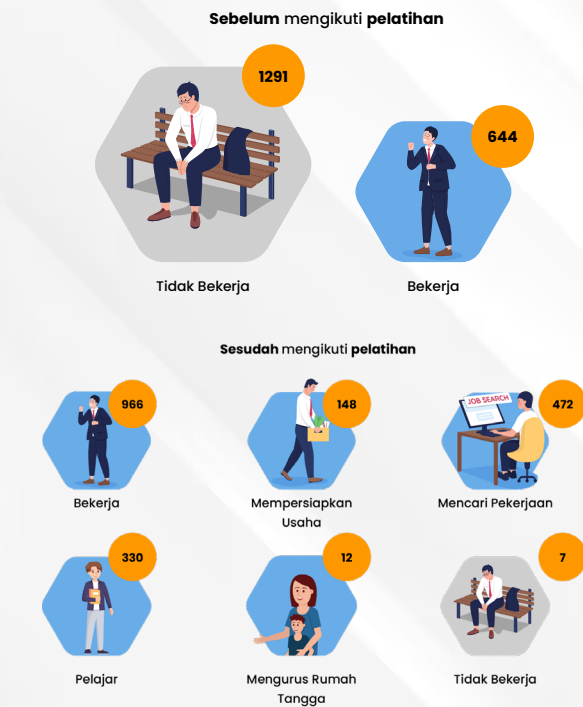 Sebelum mengikuti pelatihan
1291
644
Tidak Bekerja
Bekerja
Sesudah mengikuti pelatihan
966
148
JOB SEARCH
472
Bekerja
Mempersiapkan
Usaha
Mencari Pekerjaan
330
12
7
Pelajar
Mengurus Rumah
Tangga
Tidak Bekerja